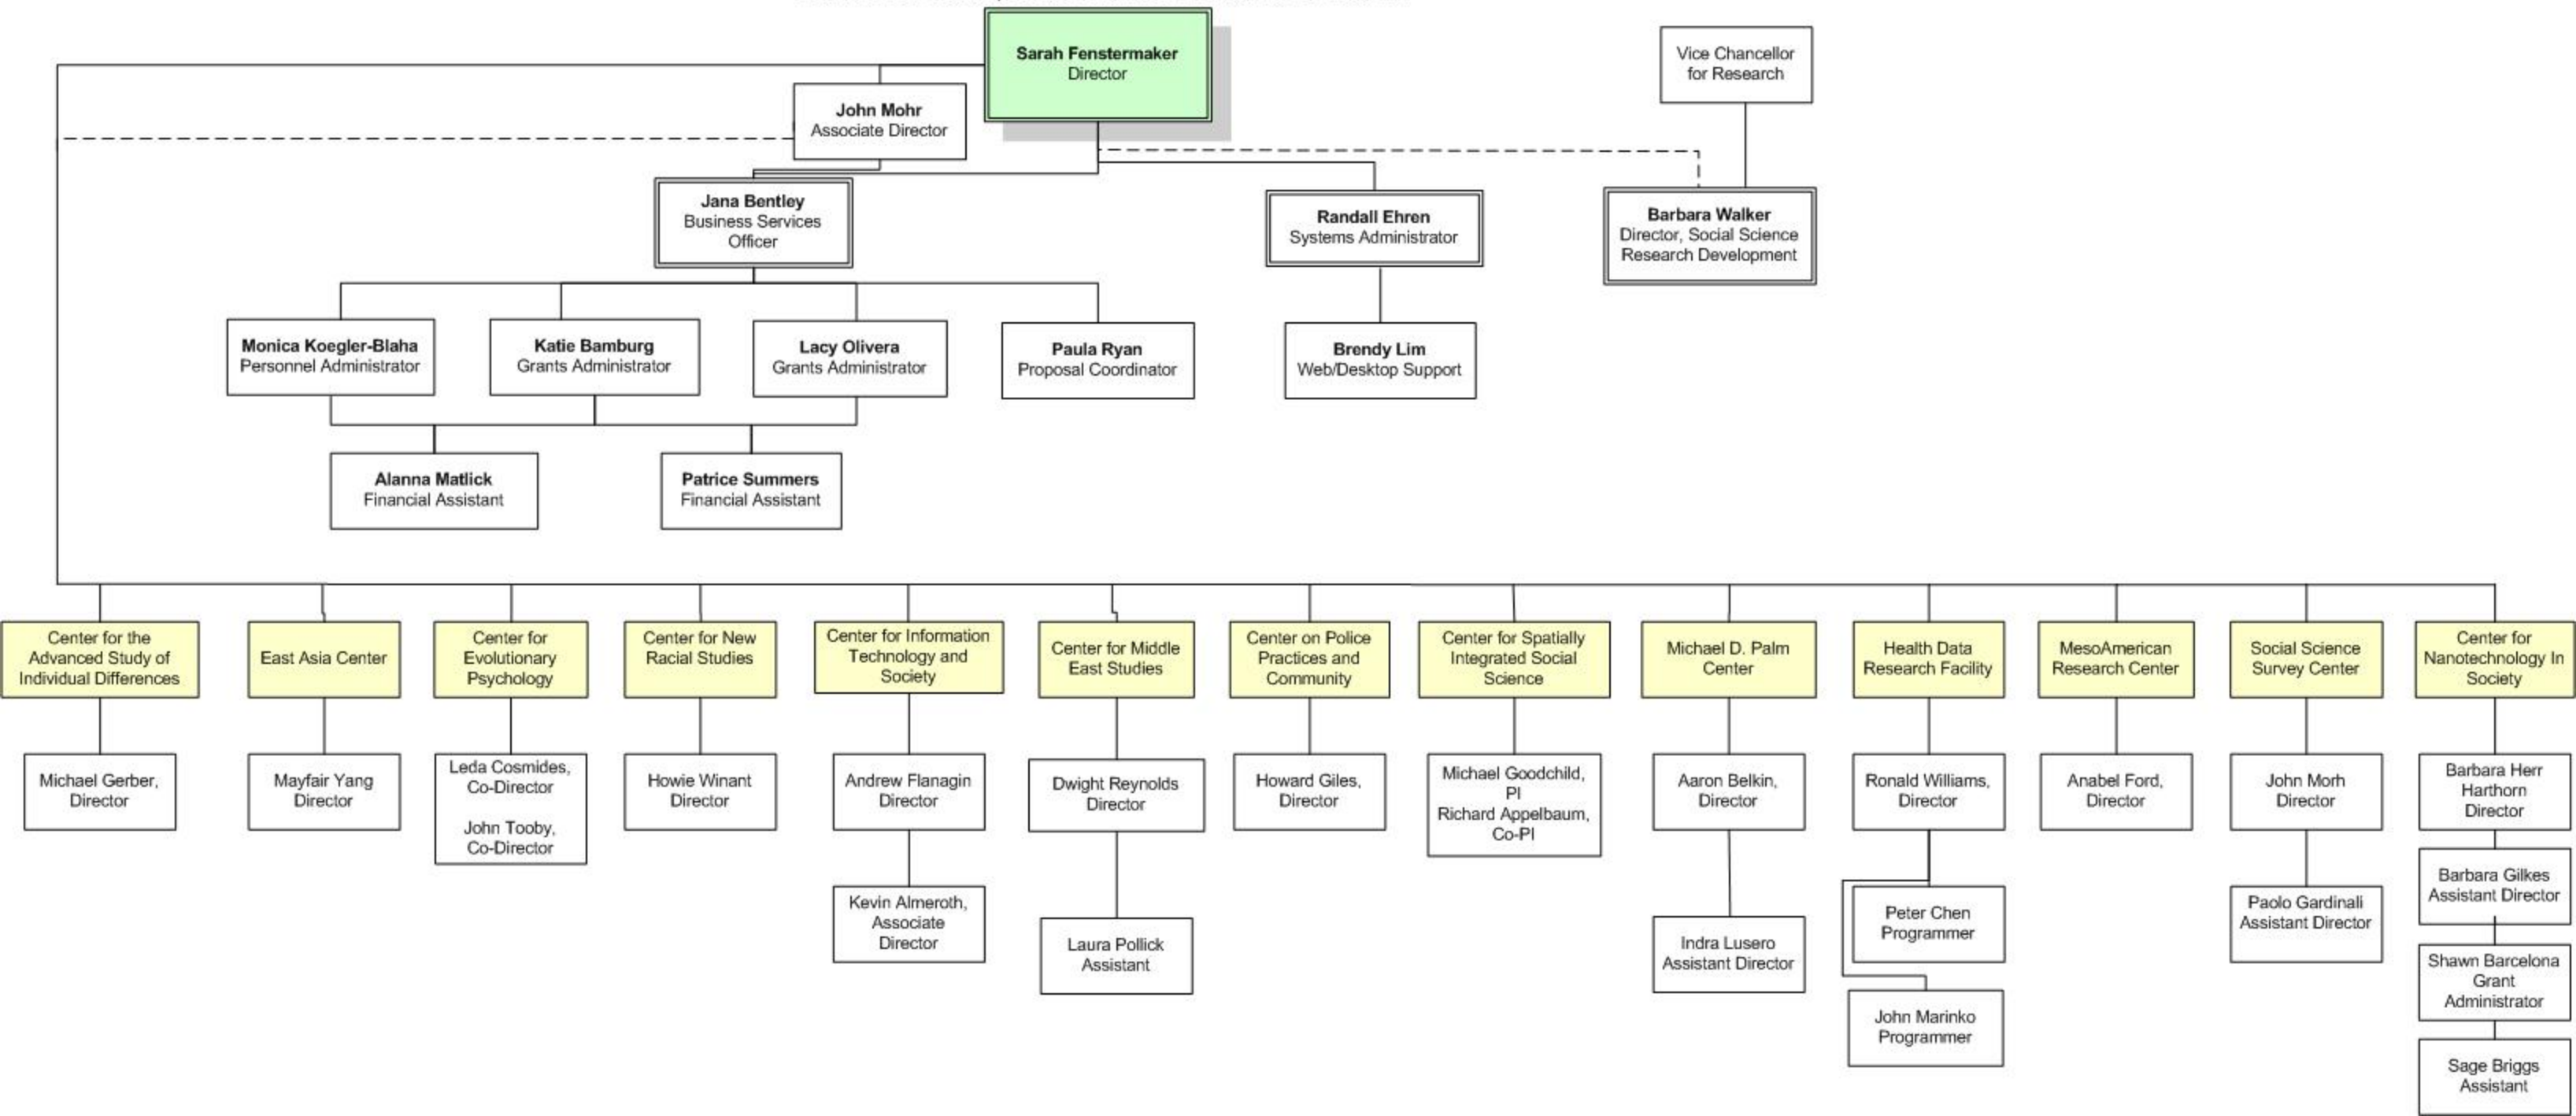 Sarah Fenstermaker
Director
Vice Chancellor
for Research
John Mohr
Associate Director
Jana Bentley
Business Services
Officer
Randall Ehren
Systems Administrator
Barbara Walker
Director, Social Science
Research Development
Monica Koegler-Blaha
Personnel Administrator
Katie Bamburg
Grants Administrator
Lacy Olivera
Grants Administrator
Paula Ryan
Proposal Coordinator
Brendy Lim
Web/Desktop Support
Alanna Matlick
Financial Assistant
Patrice Summers
Financial Assistant
Center for the
Advanced Study of
Individual Differences
East Asia Center
Center for
Evolutionary
Psychology
Center for New
Racial Studies
Center for Information
Technology and
Society
Center for Middle
East Studies
Center on Police
Practices and
Community
Center for Spatially
Integrated Social
Science
Michael D. Palm
Center
Health Data
Research Facility
MesoAmerican
Research Center
Social Science
Survey Center
Center for
Nanotechnology In
Society
Michael Gerber,
Director
Mayfair Yang
Director
Leda Cosmides,
Co-Director
John Tooby,
Co-Director
Howie Winant
Director
Andrew Flanagin
Director
Dwight Reynolds
Director
Howard Giles,
Director
Michael Goodchild,
PI
Richard Appelbaum,
Co-PI
Aaron Belkin,
Director
Ronald Williams,
Director
Anabel Ford,
Director
John Morh
Director
Barbara Herr
Harthorn
Director
Kevin Almeroth,
Associate
Director
Laura Pollick
Assistant
Indra Lusero
Assistant Director
Peter Chen
Programmer
John Marinko
Programmer
Paolo Gardinali
Assistant Director
Barbara Gilkes
Assistant Director
Shawn Barcelona
Grant
Administrator
Sage Briggs
Assistant